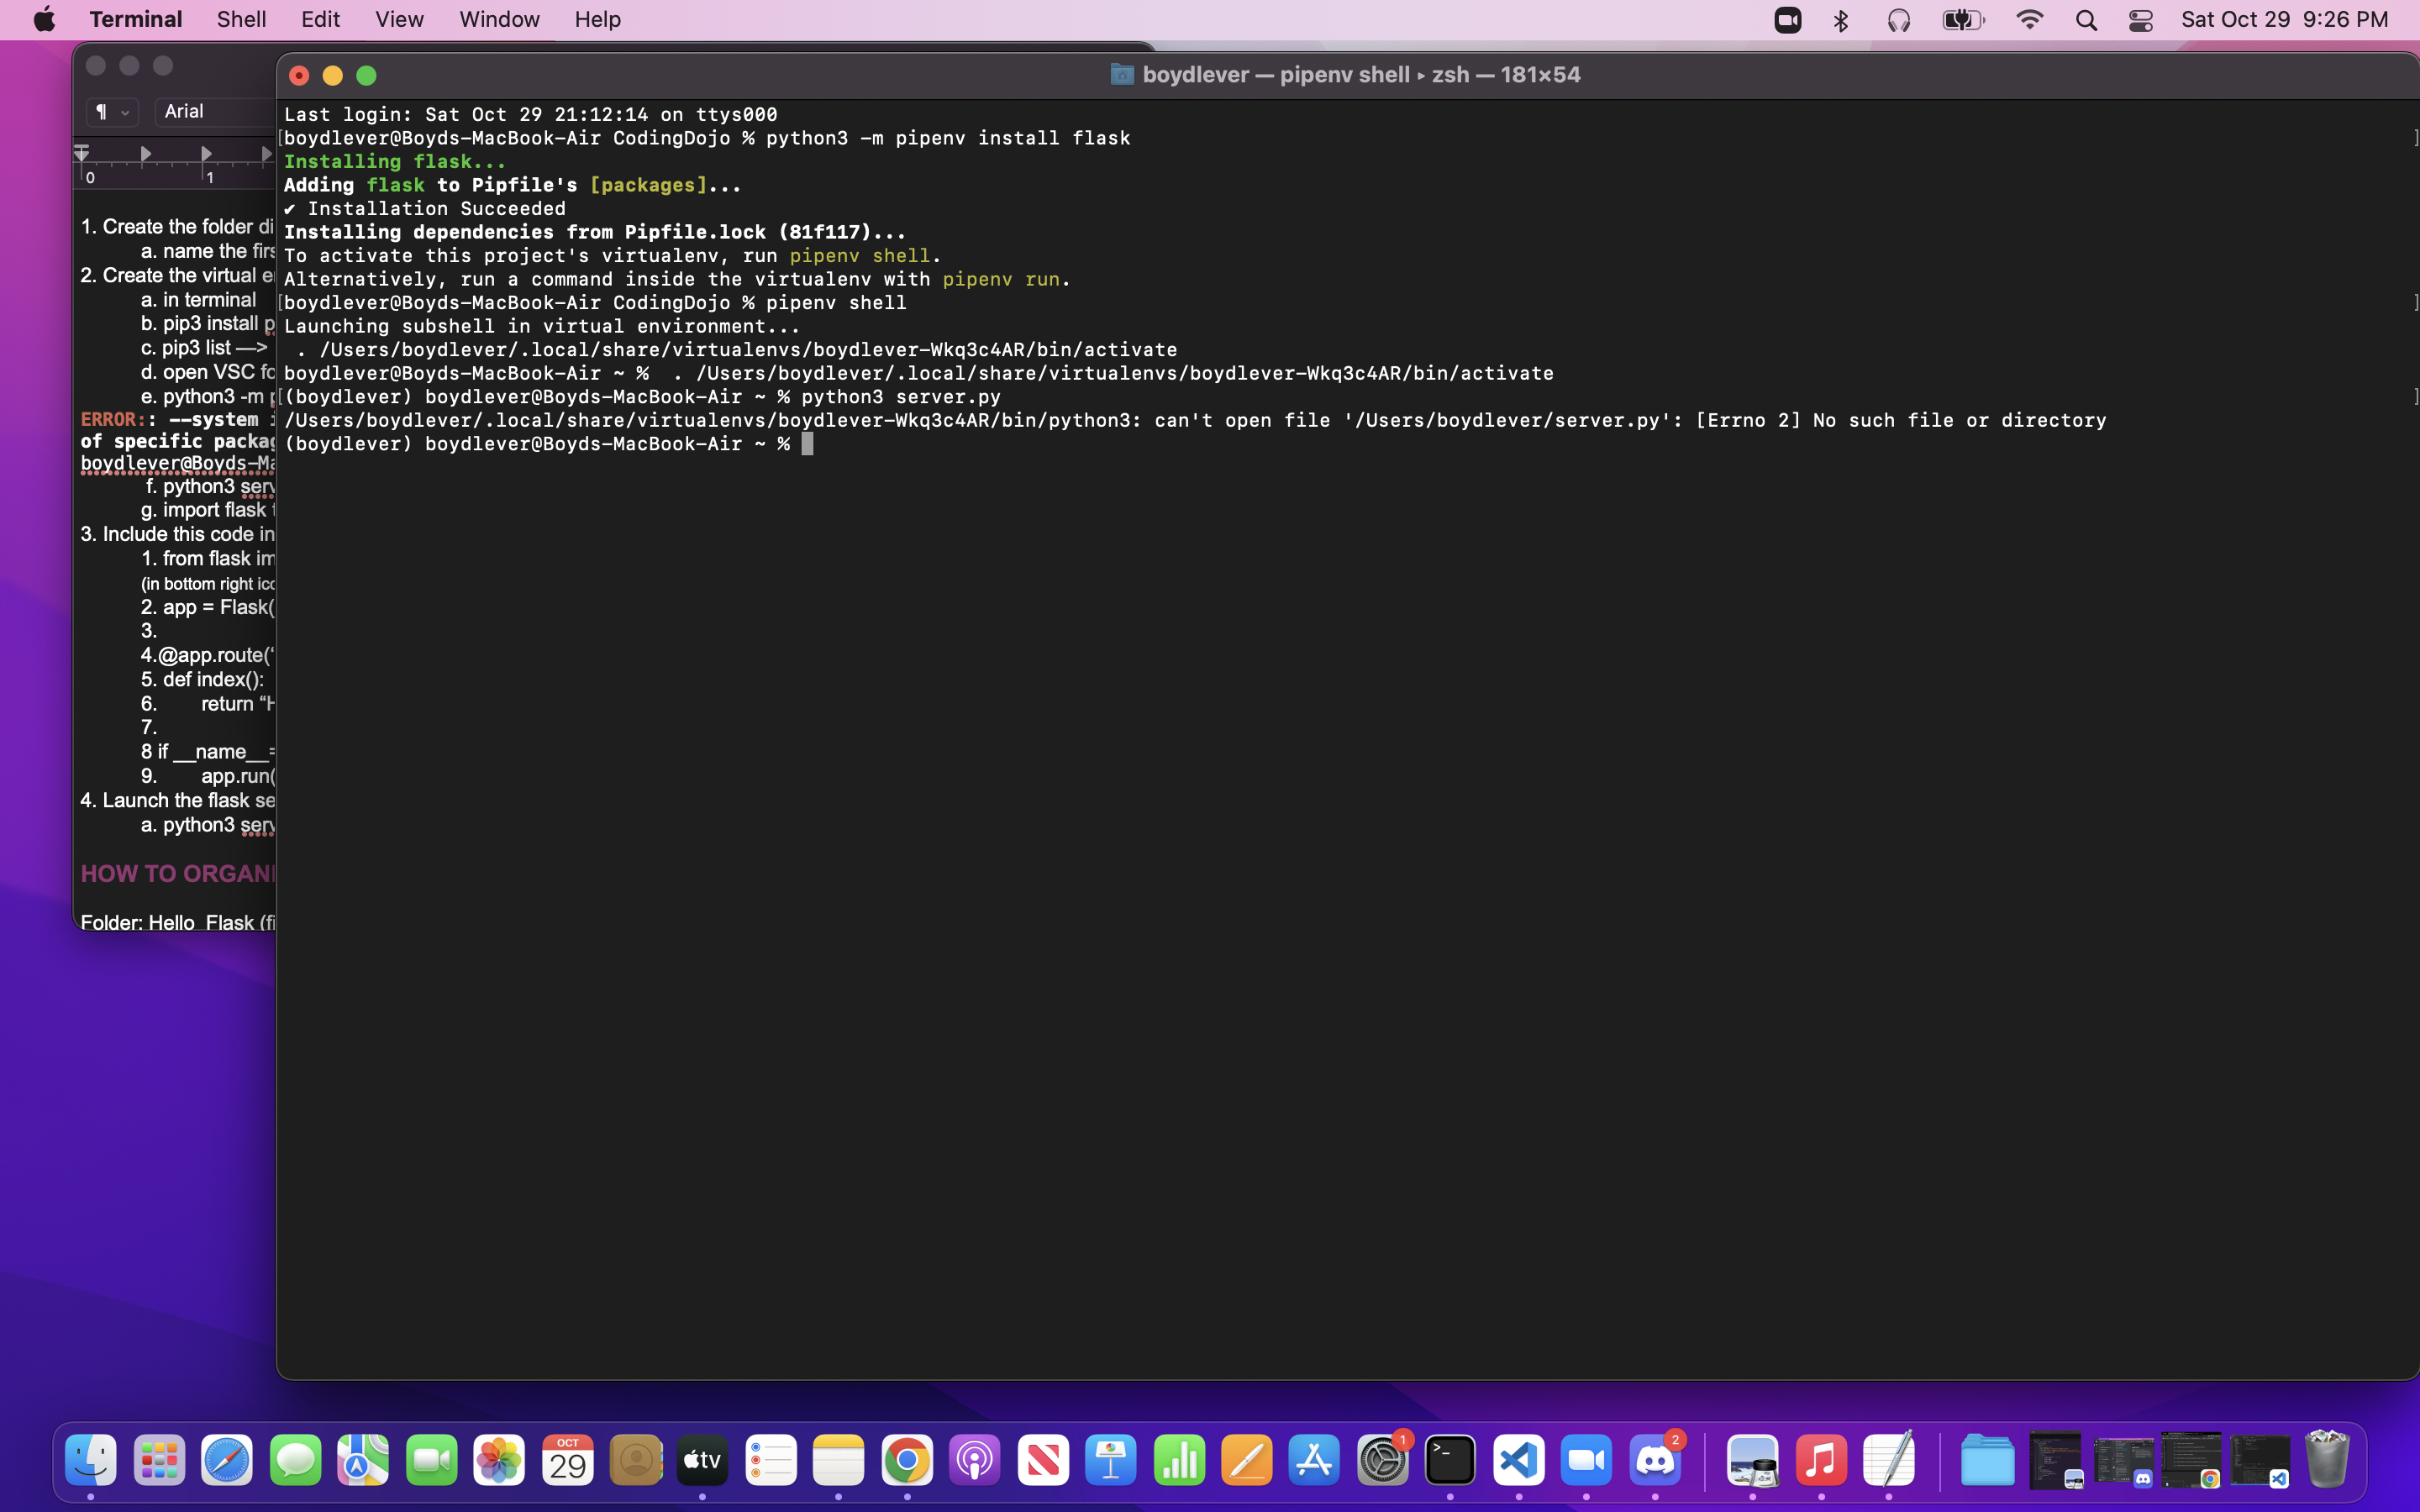 Terminal Shell Edit View Window Help Sat Oct 29 9:26 PM
boydlever — pipenv shell ▸ zsh — 181×54
¶ Arial
0 1
1. Create the folder di
a. name the firs
2. Create the virtual e
a. in terminal
b. pip3 install p
c. pip3 list —>
d. open VSC fo
e. python3 -m p
ERROR:: --system i
of specific packag
boydlever@Boyds-Ma
f. python3 serv
g. import flask t
3. Include this code in
1. from flask im
(in bottom right ico
2. app = Flask(
3.
4.@app.route(‘
5. def index():
6. return “H
7.
8 if __name__=
9. app.run(
4. Launch the flask se
a. python3 serv
HOW TO ORGANI
Folder: Hello_Flask (fi
Last login: Sat Oct 29 21:12:14 on ttys000
[boydlever@Boyds-MacBook-Air CodingDojo % python3 -m pipenv install flask ]
Installing flask...
Adding flask to Pipfile's [packages]...
✔ Installation Succeeded
Installing dependencies from Pipfile.lock (81f117)...
To activate this project's virtualenv, run pipenv shell.
Alternatively, run a command inside the virtualenv with pipenv run.
[boydlever@Boyds-MacBook-Air CodingDojo % pipenv shell ]
Launching subshell in virtual environment...
. /Users/boydlever/.local/share/virtualenvs/boydlever-Wkq3c4AR/bin/activate
boydlever@Boyds-MacBook-Air ~ %  . /Users/boydlever/.local/share/virtualenvs/boydlever-Wkq3c4AR/bin/activate
[(boydlever) boydlever@Boyds-MacBook-Air ~ % python3 server.py ]
/Users/boydlever/.local/share/virtualenvs/boydlever-Wkq3c4AR/bin/python3: can't open file '/Users/boydlever/server.py': [Errno 2] No such file or directory
(boydlever) boydlever@Boyds-MacBook-Air ~ %
OCT
29
tv
1
>_
2